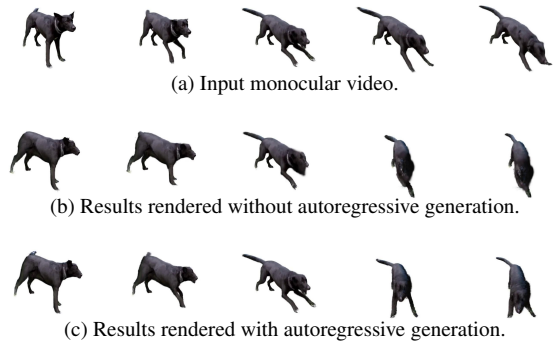 (a) Input monocular video.
(b) Results rendered without autoregressive generation.
(c) Results rendered with autoregressive generation.